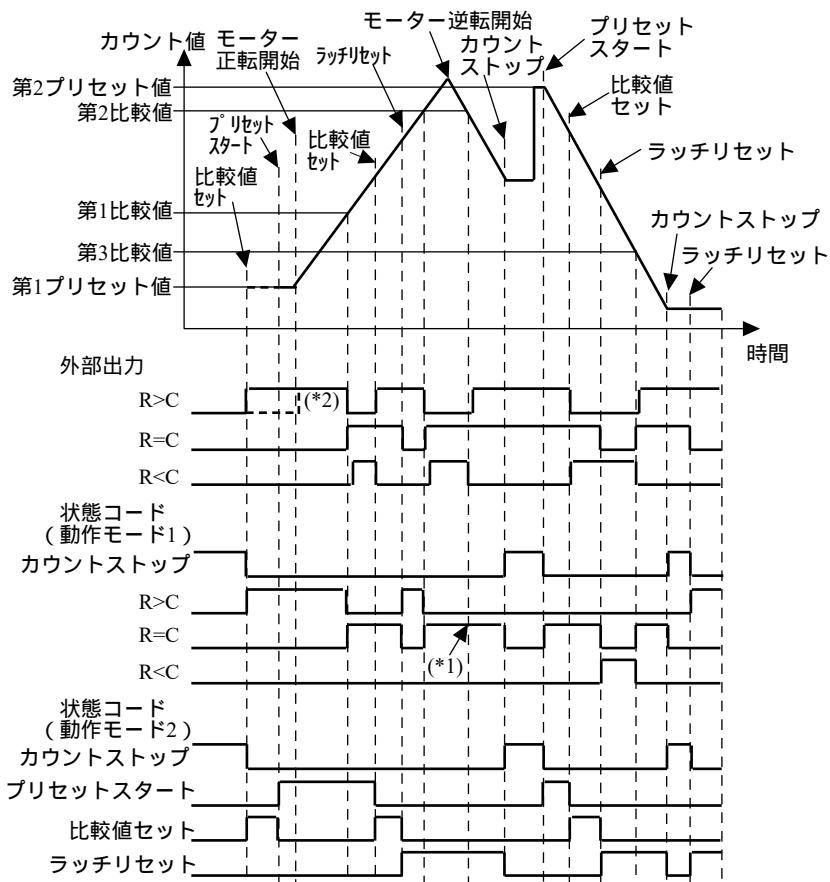 カウント値
モーター
正転開始
ラッチリセット
モーター逆転開始
カウント
ストップ
プリセット
スタート
第2プリセット値
第2比較値
プリセット
スタート
比較値
セット
比較値
セット
比較値
セット
ラッチリセット
第1比較値
第3比較値
第1プリセット値
カウントストップ
ラッチリセット
時間
外部出力
R>C
(*2)
R=C
R<C
状態コード
(動作モード1)
カウントストップ
R>C
R=C
(*1)
R<C
状態コード
(動作モード2)
カウントストップ
プリセットスタート
比較値セット
ラッチリセット